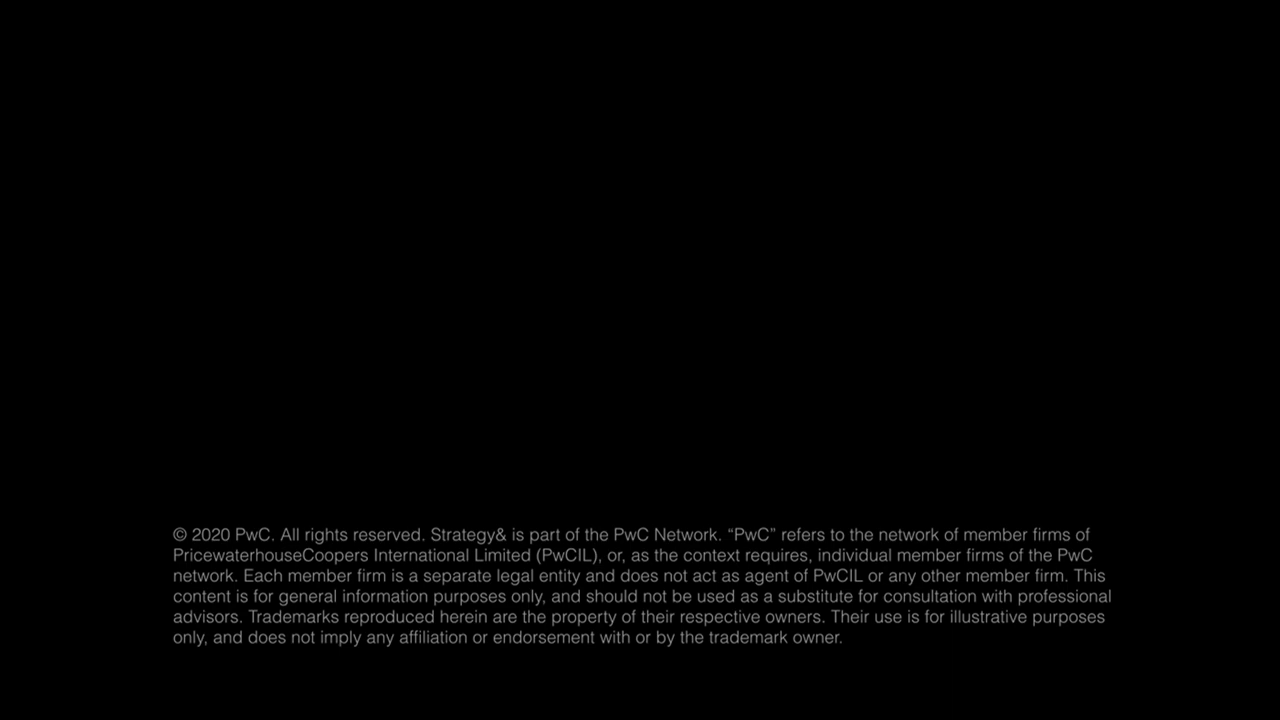 © 2020 PwC. All rights reserved. Strategy& is part of the PwC Network. “PwC” refers to the network of member firms of
PricewaterhouseCoopers International Limited (PwCIL), or, as the context requires, individual member firms of the PwC
network. Each member firm is a separate legal entity and does not act as agent of PwCIL or any other member firm. This
content is for general information purposes only, and should not be used as a substitute for consultation with professional
advisors. Trademarks reproduced herein are the property of their respective owners. Their use is for illustrative purposes
only, and does not imply any affiliation or endorsement with or by the trademark owner.